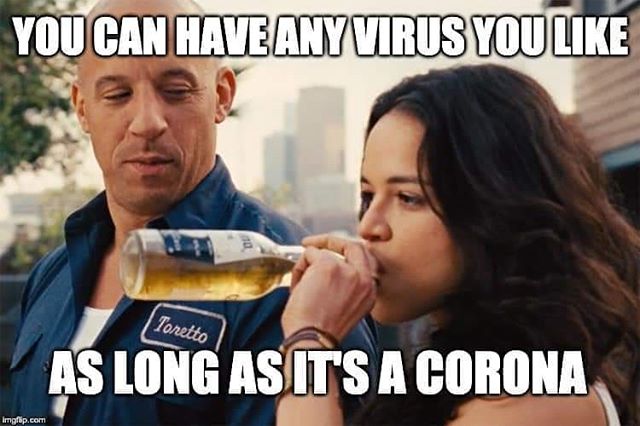 YOU CAN HAVE ANY VIRUS YOU LIKE
Toretto
AS LONG AS IT'S A CORONA
imgflip.com